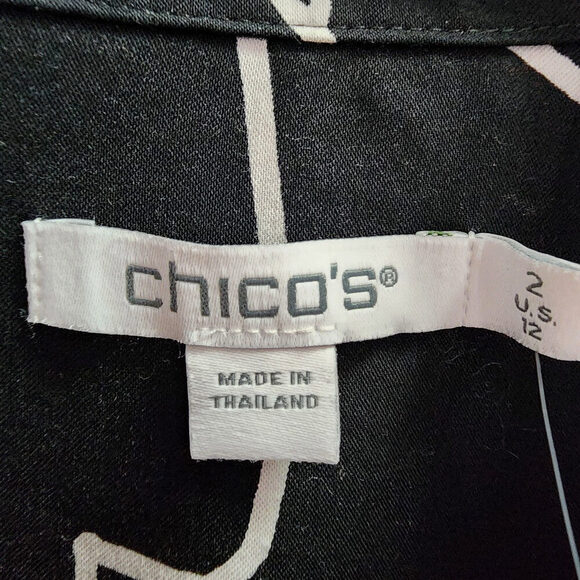 chico's®
2
U.S.
12
MADE IN
THAILAND